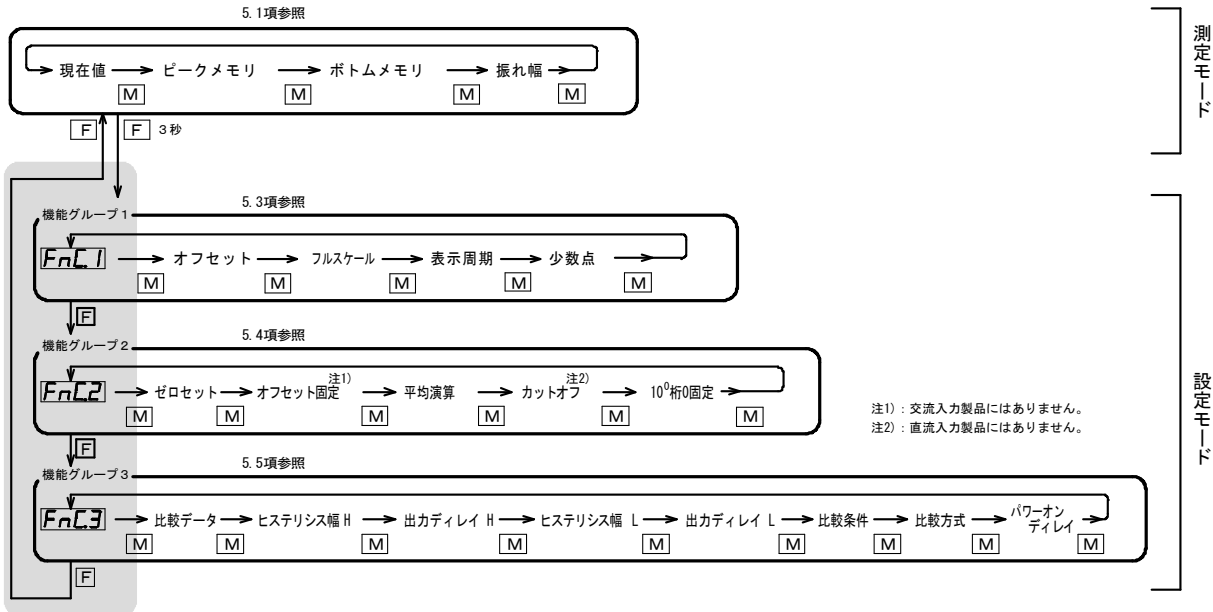 5.1項参照
現在値 ピークメモリ ボトムメモリ 振れ幅
M M M M
F F 3秒
測定モード
機能グループ1 5.3項参照
FnC.1 オフセット フルスケール 表示周期 少数点
M M M M M
F
機能グループ2 5.4項参照
FnC.2 ゼロセット オフセット固定注1) 平均演算 カットオフ注2) 10⁰桁0固定
M M M M M M
注1):交流入力製品にはありません。
注2):直流入力製品にはありません。
F
機能グループ3 5.5項参照
FnC.3 比較データ ヒステリシス幅 H 出力ディレイ H ヒステリシス幅 L 出力ディレイ L 比較条件 比較方式 パワーオンディレイ
M M M M M M M M M
F
設定モード